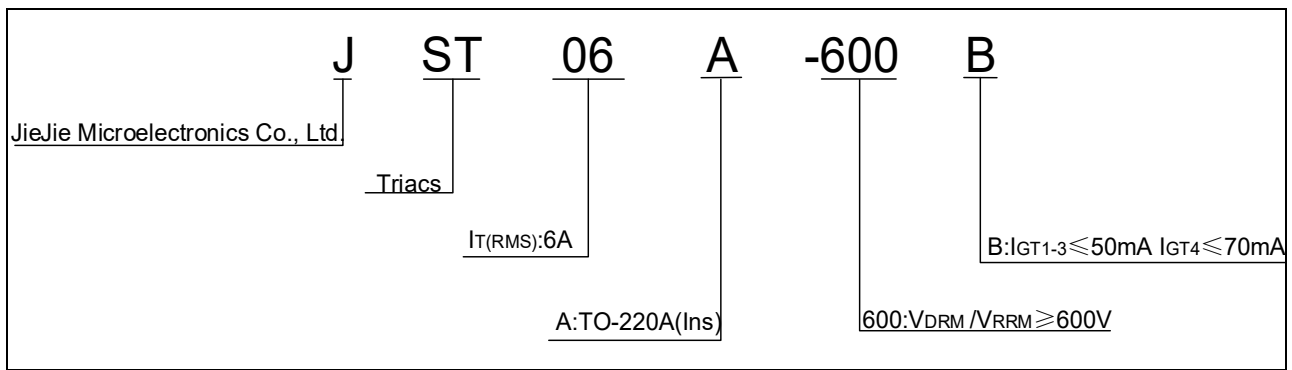 J ST 06 A -600 B
JieJie Microelectronics Co., Ltd.
Triacs
IT(RMS):6A
B:IGT1-3≤50mA IGT4≤70mA
A:TO-220A(Ins)
600:VDRM /VRRM≥600V